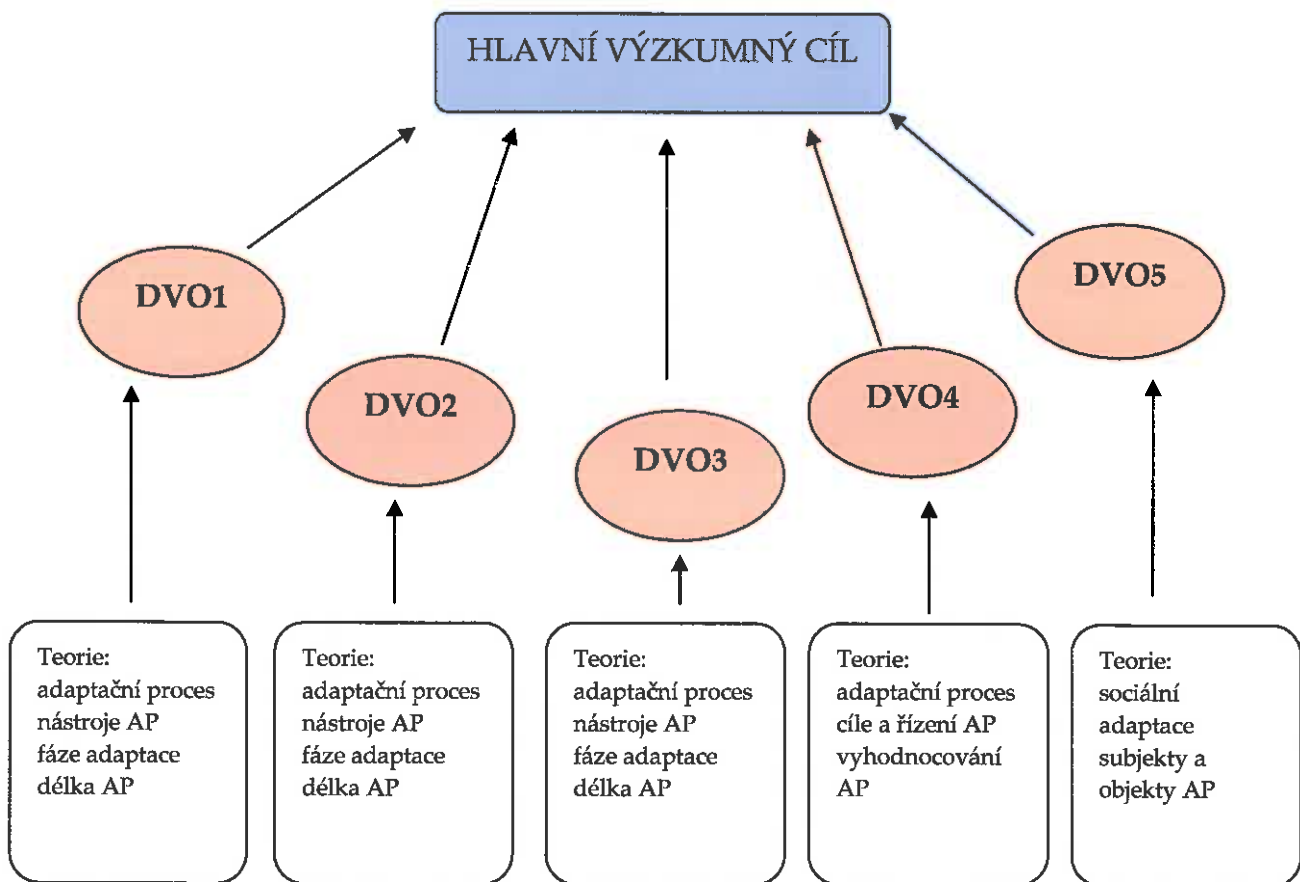 HLAVNÍ VÝZKUMNÝ CÍL
DVO1
DVO2
DVO3
DVO4
DVO5
Teorie:
adaptační proces
nástroje AP
fáze adaptace
délka AP
Teorie:
adaptační proces
nástroje AP
fáze adaptace
délka AP
Teorie:
adaptační proces
nástroje AP
fáze adaptace
délka AP
Teorie:
adaptační proces
cíle a řízení AP
vyhodnocování
AP
Teorie:
sociální
adaptace
subjekty a
objekty AP